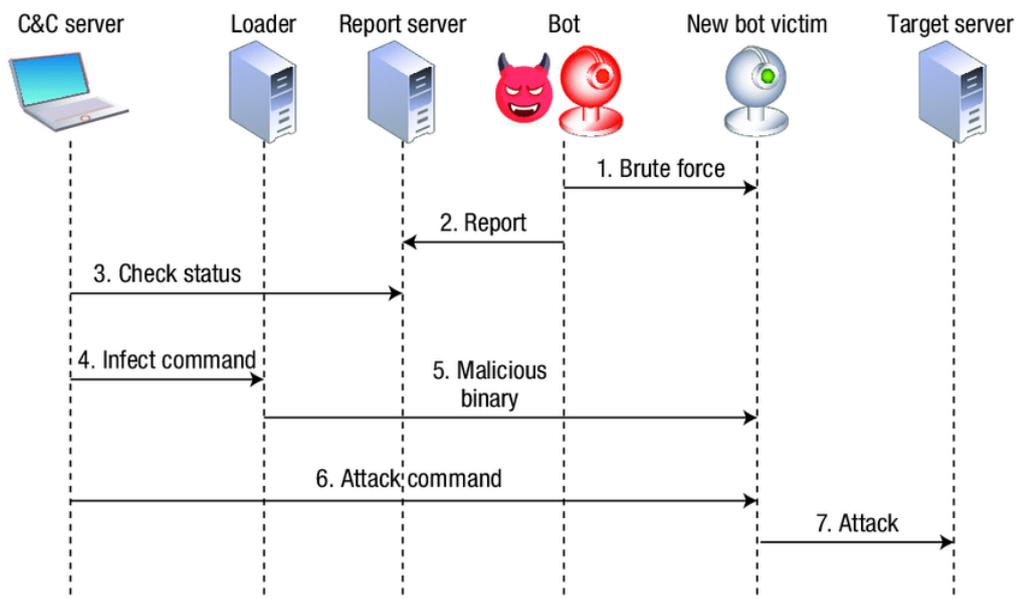 C&C server
Loader
Report server
Bot
New bot victim
Target server
1. Brute force
2. Report
3. Check status
4. Infect command
5. Malicious
binary
6. Attack command
7. Attack